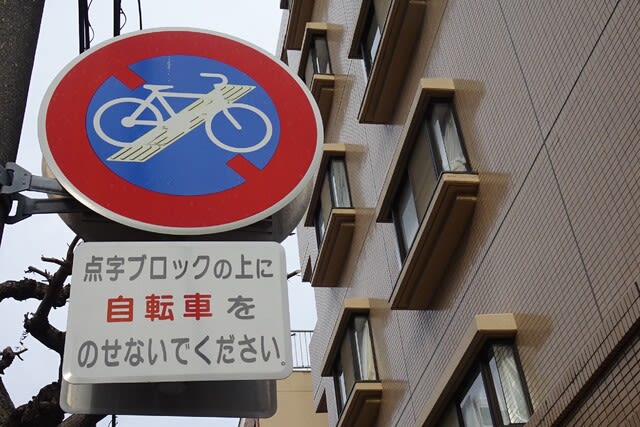 点字ブロックの上に
自転車を
のせないでください。